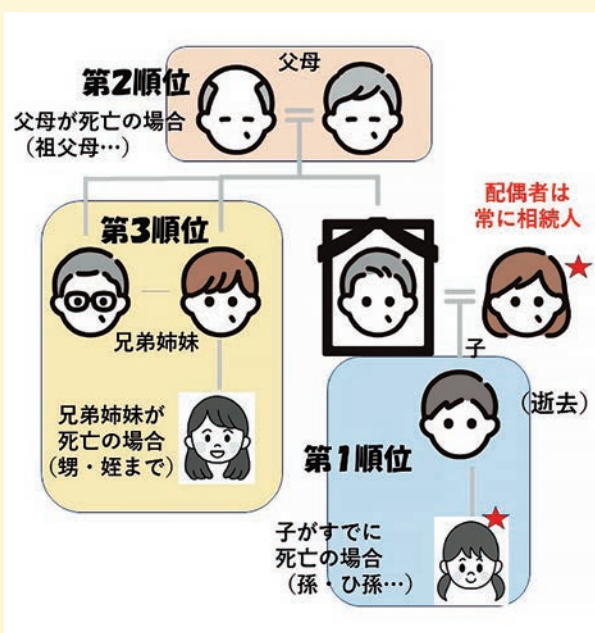 父母
第2順位
父母が死亡の場合
（祖父母…）
配偶者は
常に相続人
第3順位
兄弟姉妹
兄弟姉妹が
死亡の場合
（甥・姪まで）
子
（逝去）
第1順位
子がすでに
死亡の場合
（孫・ひ孫…）